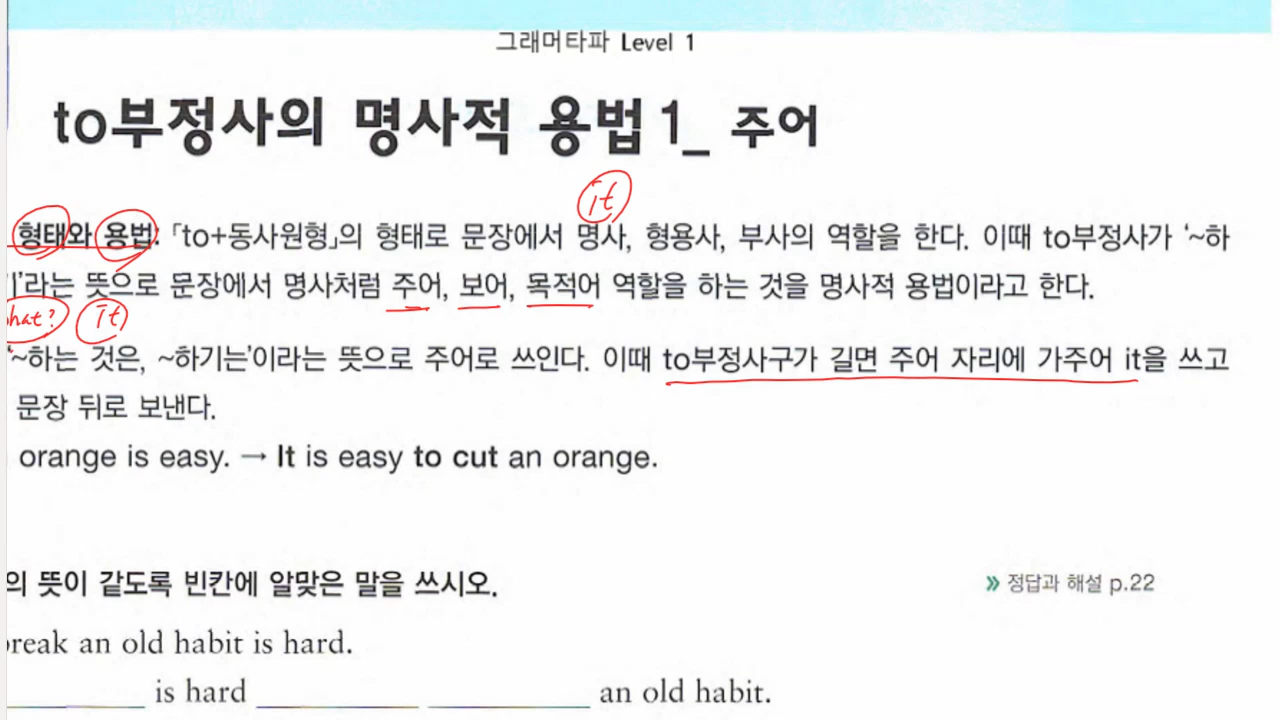 그래머타파 Level 1
to부정사의 명사적 용법1_ 주어
it
형태와 용법: 「to+동사원형」의 형태로 문장에서 명사, 형용사, 부사의 역할을 한다. 이때 to부정사가 ‘~하
기’라는 뜻으로 문장에서 명사처럼 주어, 보어, 목적어 역할을 하는 것을 명사적 용법이라고 한다.
hat? it
‘~하는 것은, ~하기는’이라는 뜻으로 주어로 쓰인다. 이때 to부정사구가 길면 주어 자리에 가주어 it을 쓰고
문장 뒤로 보낸다.
orange is easy. → It is easy to cut an orange.
의 뜻이 같도록 빈칸에 알맞은 말을 쓰시오.
» 정답과 해설 p.22
reak an old habit is hard.
is hard an old habit.